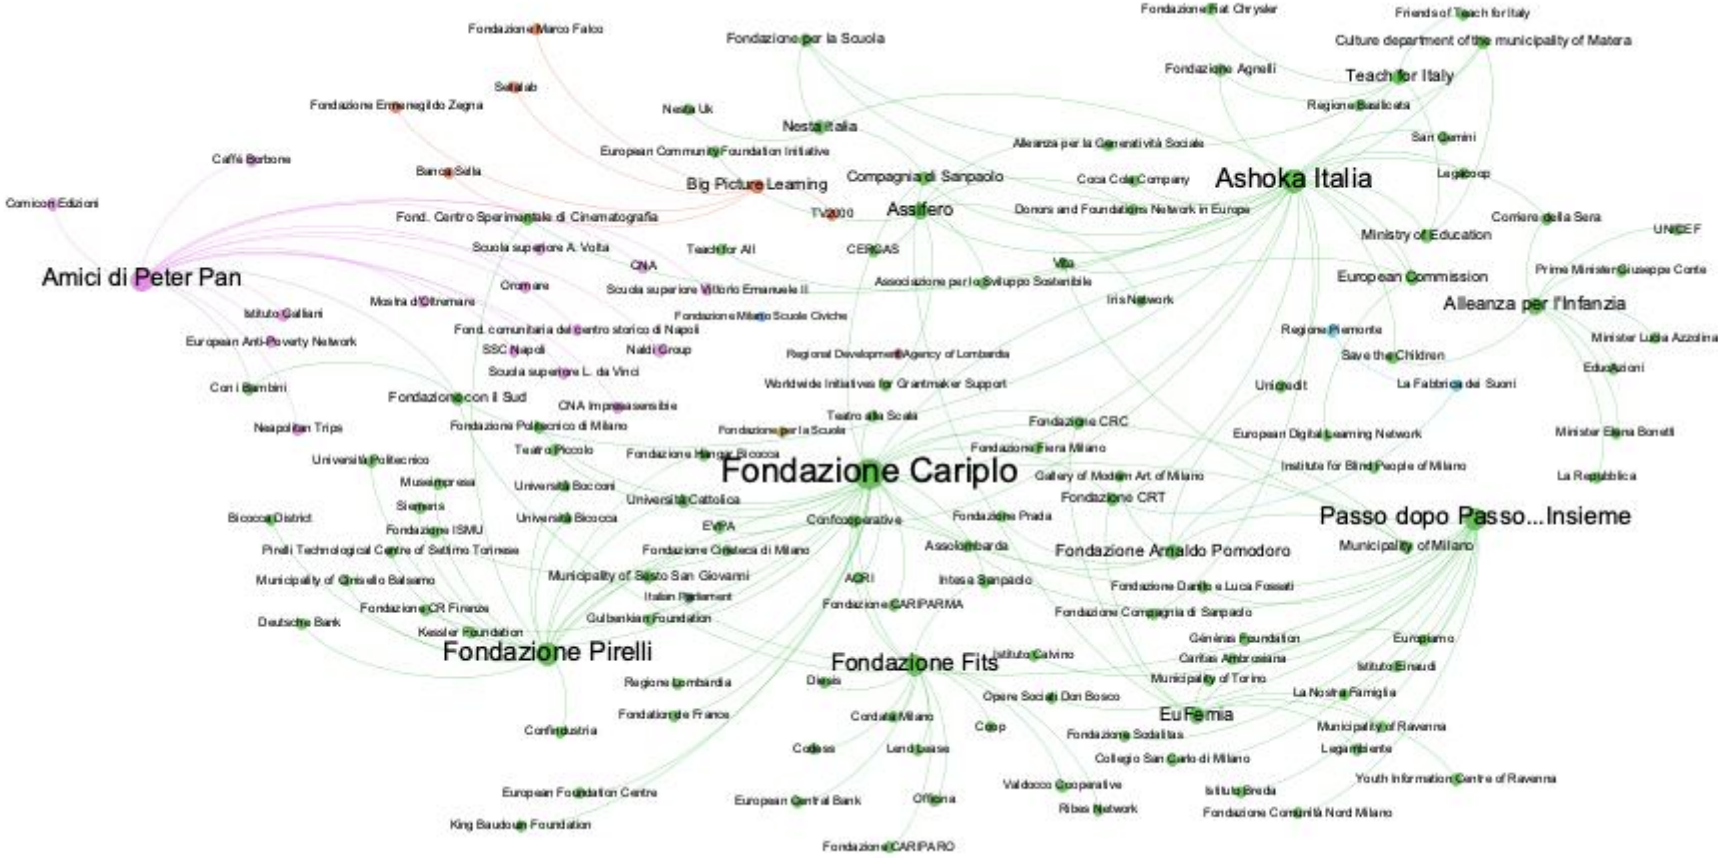 Fondazione Fiat Chrysler
Friends of Teach for Italy
Fondazione Marco Falco
Fondazione per la Scuola
Culture department of the municipality of Matera
Fondazione Agnelli
Teach for Italy
Setalab
Fondazione Ermenegildo Zegna
Nesta Uk
Regione Basilicata
Nesta Italia
San Gemini
Alleanza per la Generatività Sociale
European Community Foundation Initiative
Caffè Borbone
Banca Sella
Big Picture Learning
Compagnia di Sanpaolo
Coca Cola Company
Ashoka Italia
Legacoop
Comicon Edizioni
Fond. Centro Sperimentale di Cinematografia
TV2000
Assifero
Donors and Foundations Network in Europe
Corriere della Sera
UNICEF
Ministry of Education
Scuola superiore A. Volta
Teach for All
CERGAS
Vita
CNA
Amici di Peter Pan
Oromare
Scuola superiore Vittorio Emanuele II
Associazione per lo Sviluppo Sostenibile
European Commission
Prime Minister Giuseppe Conte
Mostra d'Oltremare
Iris Network
Alleanza per l'Infanzia
Istituto Galliani
Fondazione Milano Scuole Civiche
Fond. comunitaria del centro storico di Napoli
Regione Piemonte
European Anti-Poverty Network
SSC Napoli
Naldi Group
Regional Development Agency of Lombardia
Save the Children
Minister Lucia Azzolina
Scuola superiore L. da Vinci
EducAzioni
Con i Bambini
Fondazione con il Sud
Worldwide Initiatives for Grantmaker Support
Unicredit
La Fabbrica dei Suoni
CNA Impresasensibile
Teatro alla Scala
Neapolitan Trips
Fondazione Politecnico di Milano
Fondazione per la Scuola
Fondazione CRC
European Digital Learning Network
Minister Elena Bonetti
Teatro Piccolo
Fondazione Hangar Bicocca
Fondazione Fiera Milano
Università Politecnico
Fondazione Cariplo
Institute for Blind People of Milano
La Repubblica
Museimpresa
Università Bocconi
Gallery of Modern Art of Milano
Siemens
Università Cattolica
Fondazione CRT
Bicocca District
Università Bicocca
EVPA
Confcooperative
Fondazione Prada
Passo dopo Passo...Insieme
Fondazione ISMU
Pirelli Technological Centre of Settimo Torinese
Fondazione Cineteca di Milano
Assolombarda
Fondazione Arnaldo Pomodoro
Municipality of Milano
Municipality of Cinisello Balsamo
Municipality of Sesto San Giovanni
ACRI
Intesa Sanpaolo
Fondazione Danilo e Luca Fossati
Italian Parlement
Fondazione CR Firenze
Fondazione CARIPARMA
Fondazione Compagnia di Sanpaolo
Deutsche Bank
Gulbenkian Foundation
Kessler Foundation
Généras Foundation
Europiamo
Fondazione Pirelli
Fondazione Fits
Istituto Calvino
Caritas Ambrosiana
Istituto Einaudi
Regione Lombardia
Diesis
Municipality of Torino
Opere Sociali Don Bosco
La Nostra Famiglia
Fondation de France
Cordata Milano
EuFemia
Confindustria
Coop
Municipality of Ravenna
Fondazione Sodalitas
Codess
Lend Lease
Legambiente
Collegio San Carlo di Milano
Youth Information Centre of Ravenna
European Foundation Centre
Valdocco Cooperative
Istituto Breda
European Central Bank
Officina
Ribes Network
Fondazione Comunità Nord Milano
King Baudouin Foundation
Fondazione CARIPARO